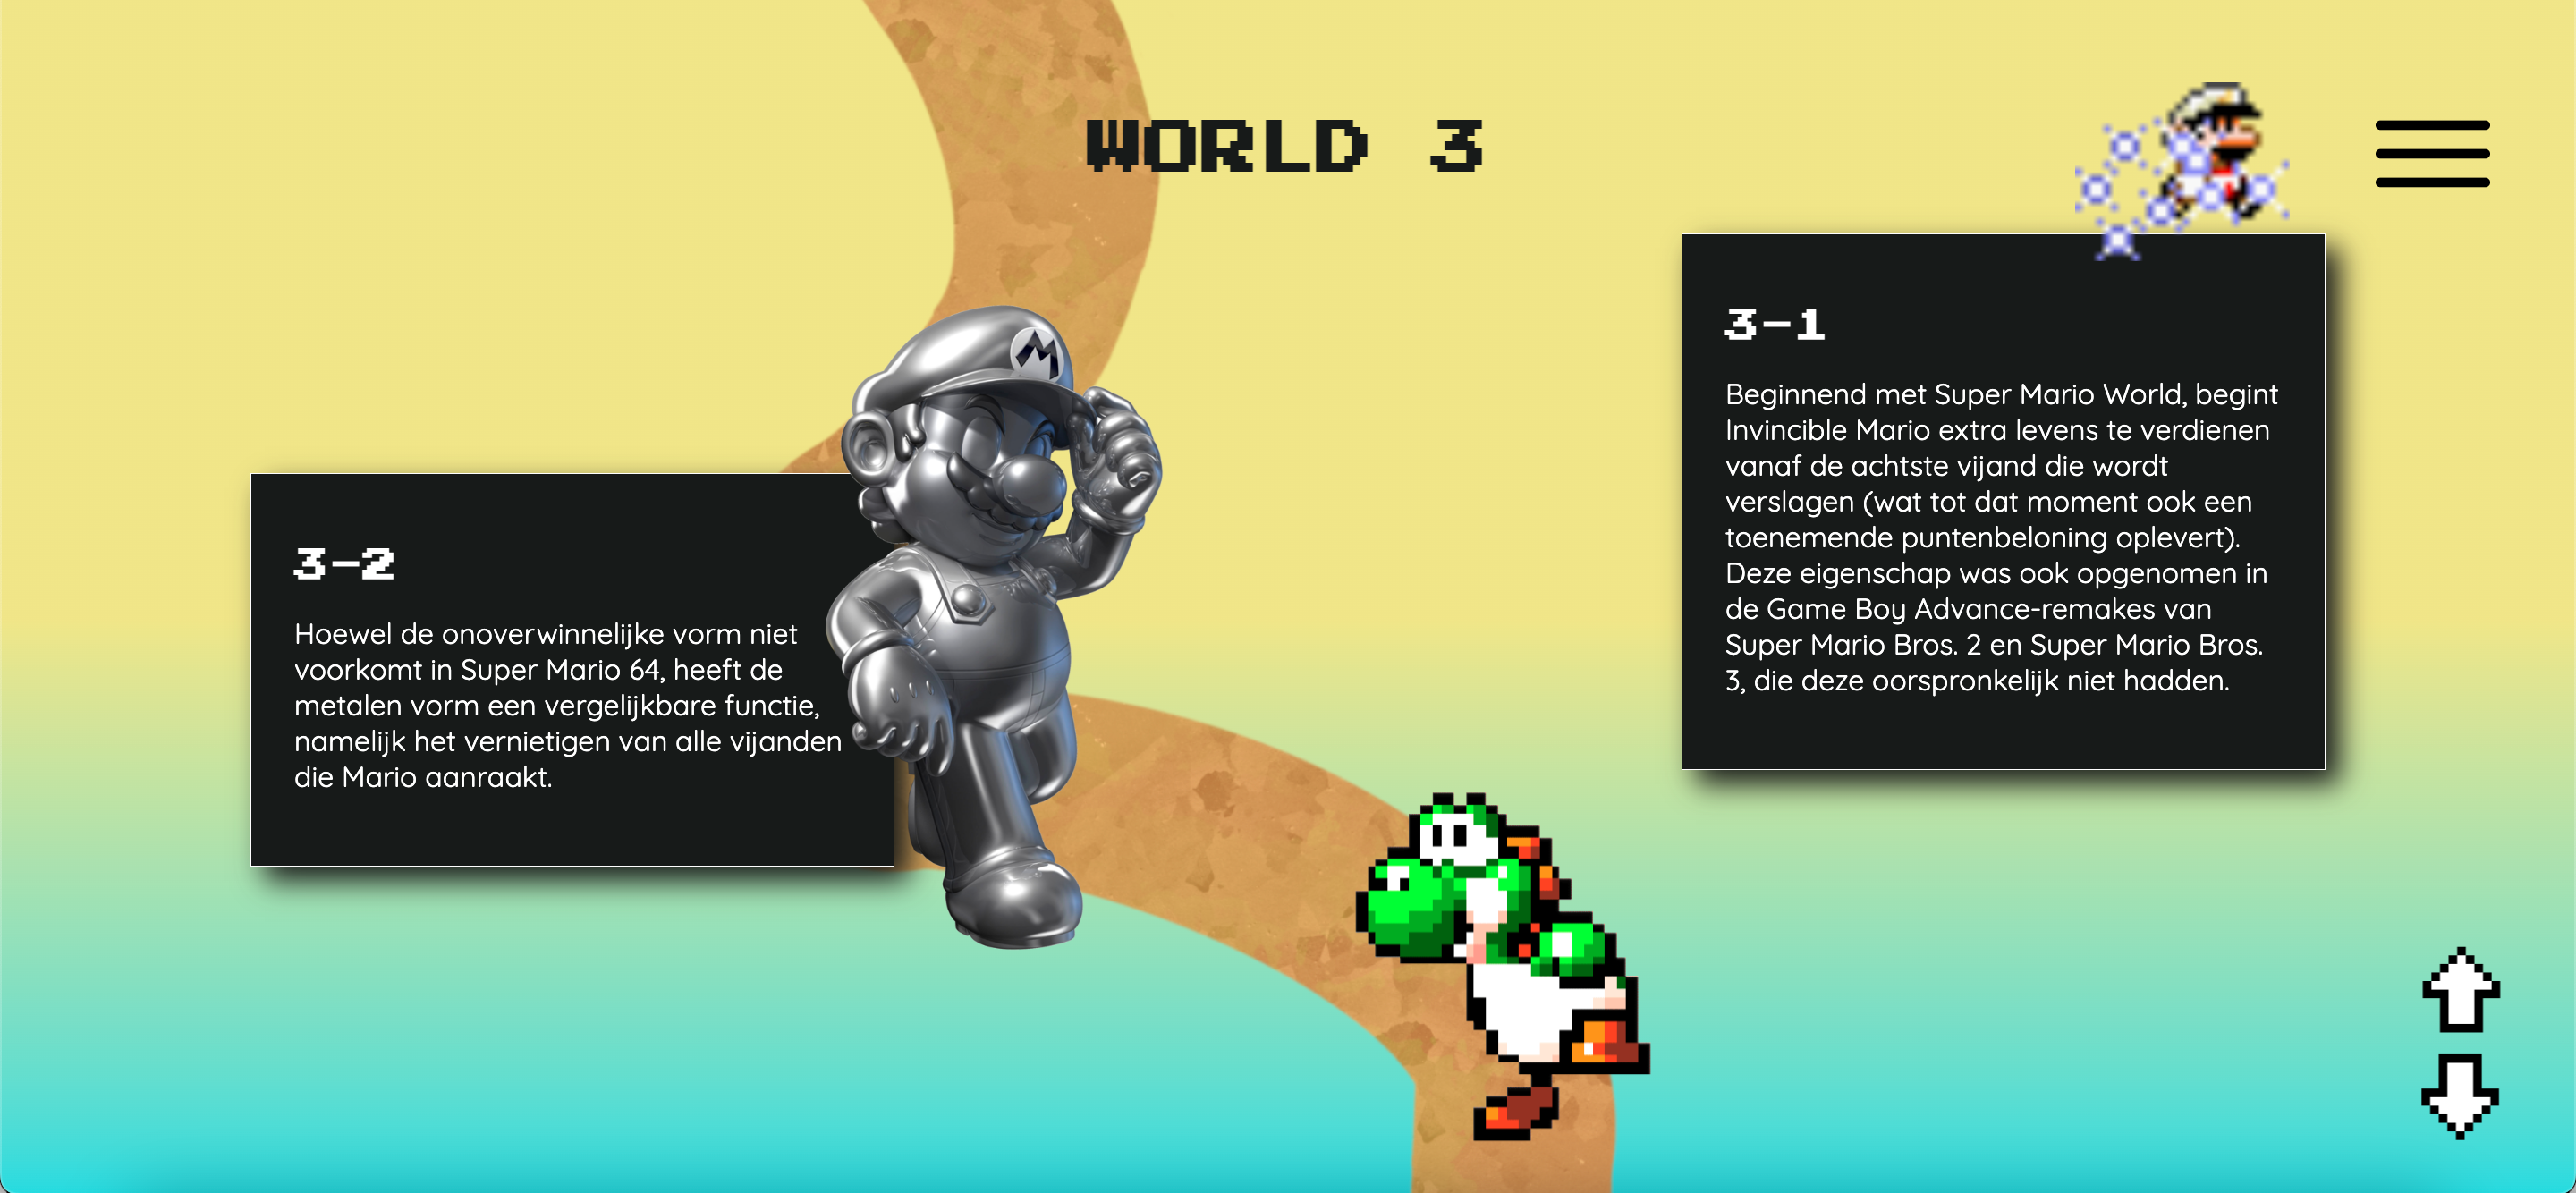 WORLD 3
3-1
Beginnend met Super Mario World, begint
Invincible Mario extra levens te verdienen
vanaf de achtste vijand die wordt
verslagen (wat tot dat moment ook een
toenemende puntenbeloning oplevert).
Deze eigenschap was ook opgenomen in
de Game Boy Advance-remakes van
Super Mario Bros. 2 en Super Mario Bros.
3, die deze oorspronkelijk niet hadden.
3-2
Hoewel de onoverwinnelijke vorm niet
voorkomt in Super Mario 64, heeft de
metalen vorm een vergelijkbare functie,
namelijk het vernietigen van alle vijanden
die Mario aanraakt.
M